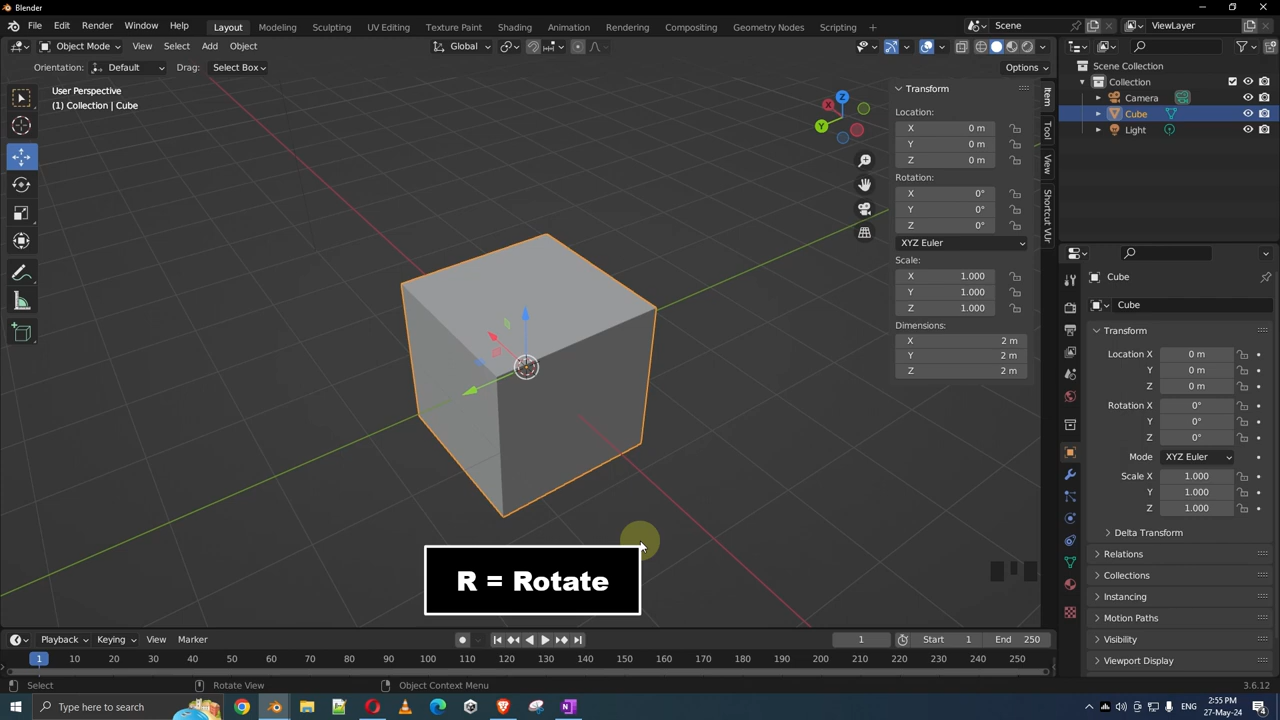 Blender
File Edit Render Window Help Layout Modeling Sculpting UV Editing Texture Paint Shading Animation Rendering Compositing Geometry Nodes Scripting + Scene ViewLayer
Object Mode View Select Add Object Global
Orientation: Default Drag: Select Box Options
User Perspective
(1) Collection | Cube
X
Y
Z
Transform
Location:
X 0 m
Y 0 m
Z 0 m
Rotation:
X 0°
Y 0°
Z 0°
XYZ Euler
Scale:
X 1.000
Y 1.000
Z 1.000
Dimensions:
X 2 m
Y 2 m
Z 2 m
Item
Tool
View
Shortcut VUr
Scene Collection
Collection
Camera
Cube
Light
Cube
Cube
Transform
Location X 0 m
Y 0 m
Z 0 m
Rotation X 0°
Y 0°
Z 0°
Mode XYZ Euler
Scale X 1.000
Y 1.000
Z 1.000
Delta Transform
Relations
Collections
Instancing
Motion Paths
Visibility
Viewport Display
R = Rotate
Playback Keying View Marker 1 Start 1 End 250
1 10 20 30 40 50 60 70 80 90 100 110 120 130 140 150 160 170 180 190 200 210 220 230 240 250
Select Rotate View Object Context Menu 3.6.12
Type here to search ENG 2:55 PM
27-May-24